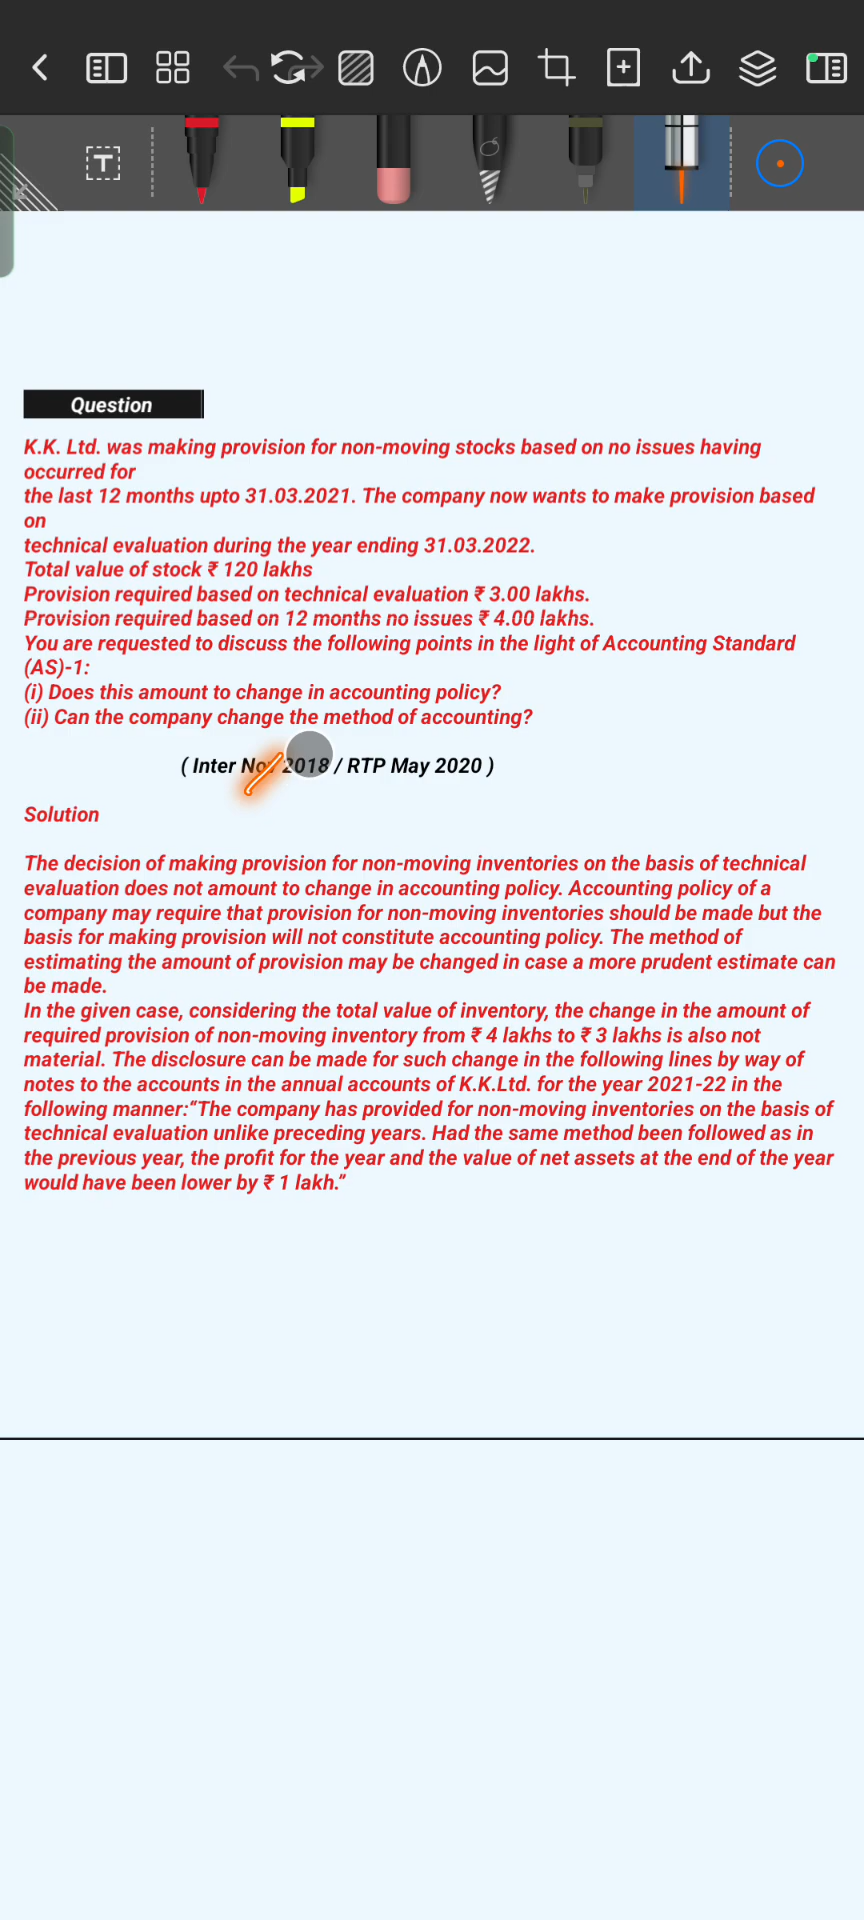 T
Question
K.K. Ltd. was making provision for non-moving stocks based on no issues having
occurred for
the last 12 months upto 31.03.2021. The company now wants to make provision based
on
technical evaluation during the year ending 31.03.2022.
Total value of stock ₹ 120 lakhs
Provision required based on technical evaluation ₹ 3.00 lakhs.
Provision required based on 12 months no issues ₹ 4.00 lakhs.
You are requested to discuss the following points in the light of Accounting Standard
(AS)-1:
(i) Does this amount to change in accounting policy?
(ii) Can the company change the method of accounting?
( Inter Nov 2018 / RTP May 2020 )
Solution
The decision of making provision for non-moving inventories on the basis of technical
evaluation does not amount to change in accounting policy. Accounting policy of a
company may require that provision for non-moving inventories should be made but the
basis for making provision will not constitute accounting policy. The method of
estimating the amount of provision may be changed in case a more prudent estimate can
be made.
In the given case, considering the total value of inventory, the change in the amount of
required provision of non-moving inventory from ₹ 4 lakhs to ₹ 3 lakhs is also not
material. The disclosure can be made for such change in the following lines by way of
notes to the accounts in the annual accounts of K.K.Ltd. for the year 2021-22 in the
following manner:“The company has provided for non-moving inventories on the basis of
technical evaluation unlike preceding years. Had the same method been followed as in
the previous year, the profit for the year and the value of net assets at the end of the year
would have been lower by ₹ 1 lakh.”